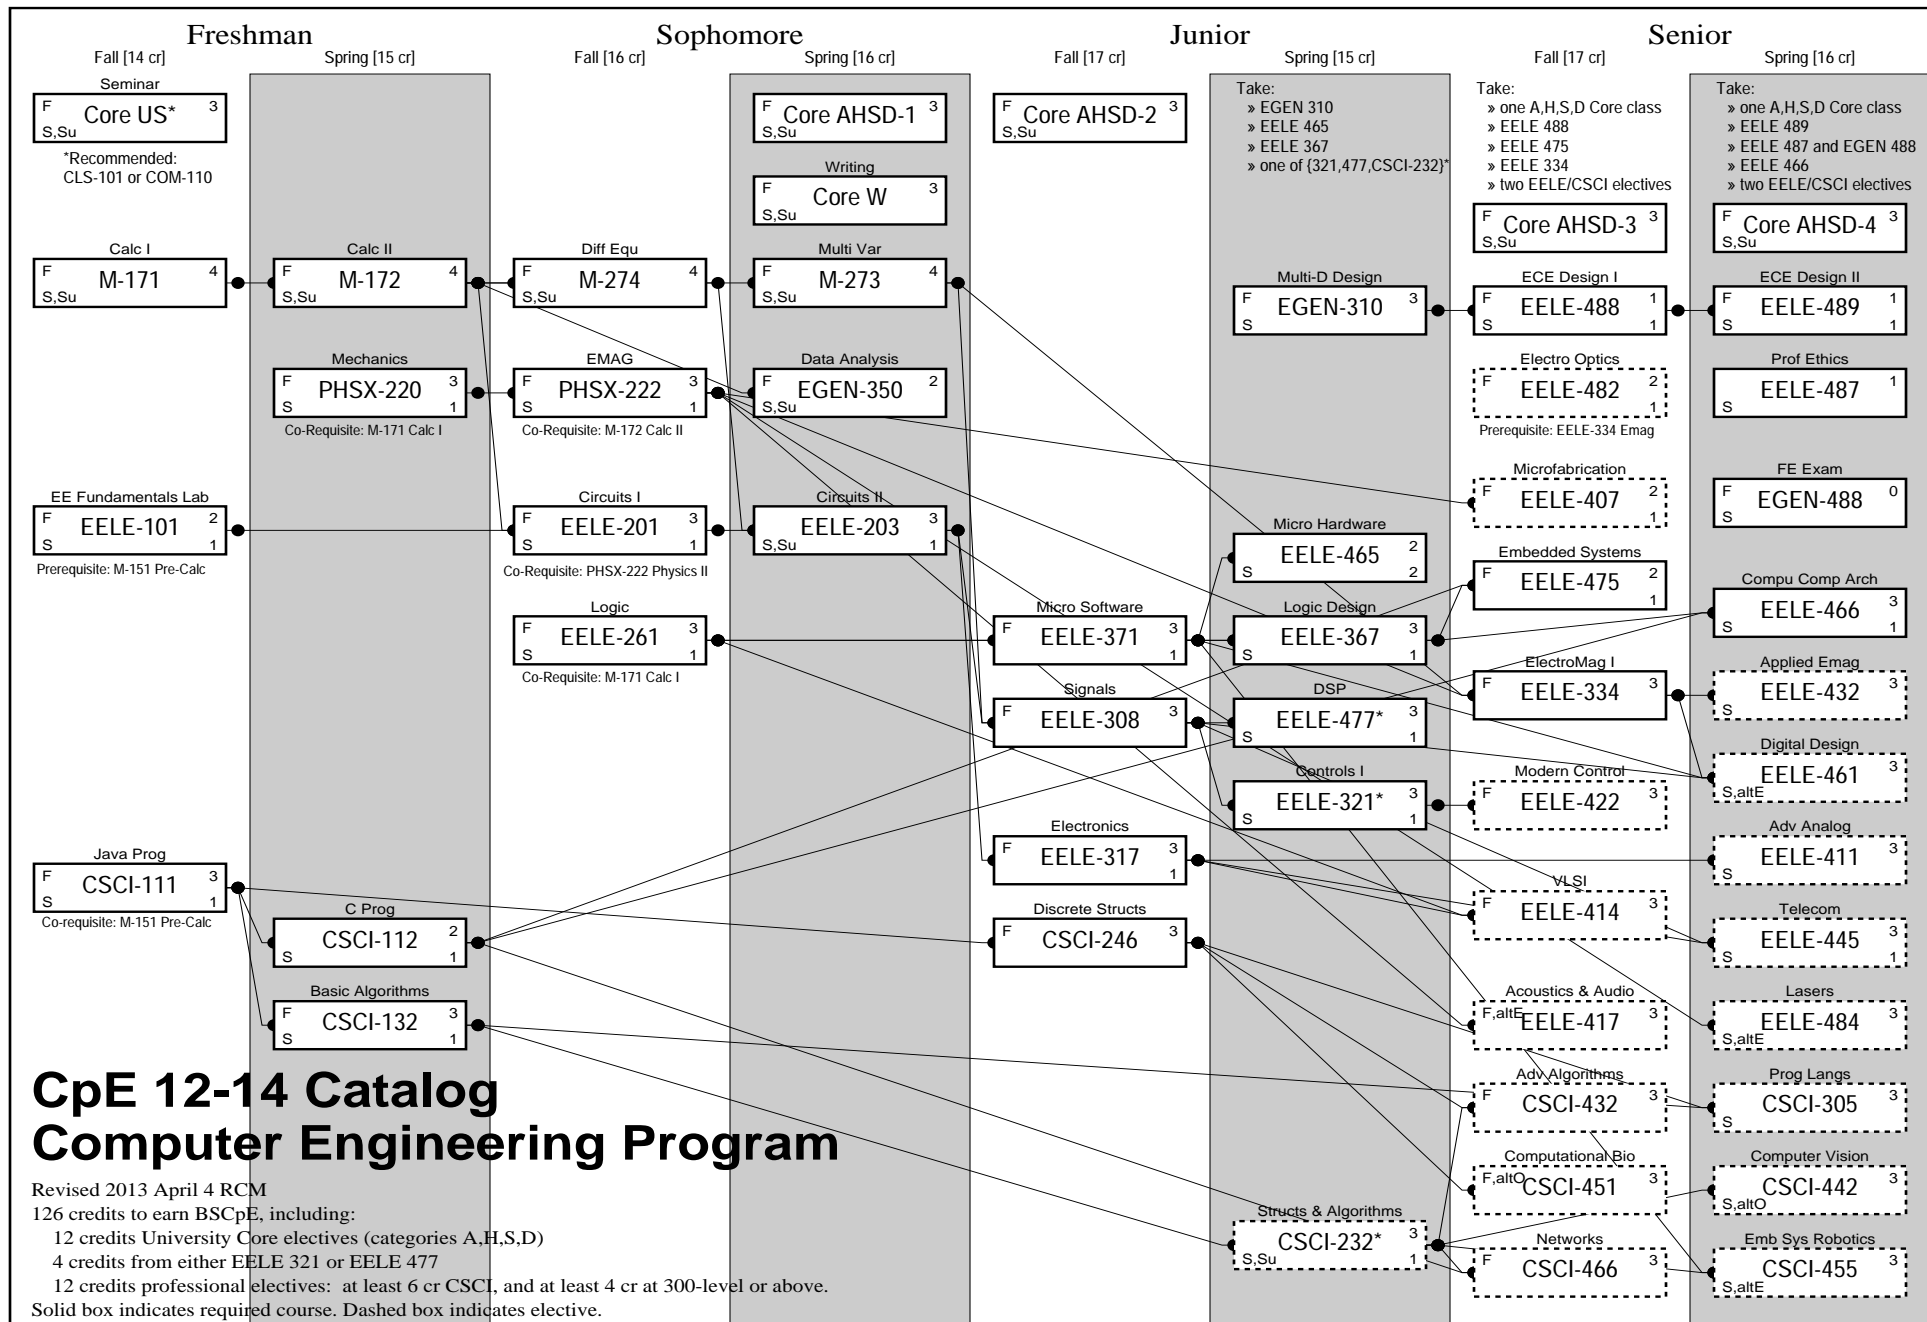 Freshman
Sophomore
Junior
Senior
Fall [14 cr]
Spring [15 cr]
Fall [16 cr]
Spring [16 cr]
Fall [17 cr]
Spring [15 cr]
Fall [17 cr]
Spring [16 cr]
Seminar
F Core US* 3
S,Su
*Recommended:
CLS-101 or COM-110
Calc I
F M-171 4
S,Su
EE Fundamentals Lab
F EELE-101 2
S 1
Prerequisite: M-151 Pre-Calc
Java Prog
F CSCI-111 3
S 1
Co-requisite: M-151 Pre-Calc
Calc II
F M-172 4
S,Su
Mechanics
F PHSX-220 3
S 1
Co-Requisite: M-171 Calc I
C Prog
CSCI-112 2
S 1
Basic Algorithms
F CSCI-132 3
S 1
Diff Equ
F M-274 4
S,Su
EMAG
F PHSX-222 3
S 1
Co-Requisite: M-172 Calc II
Circuits I
F EELE-201 3
S 1
Co-Requisite: PHSX-222 Physics II
Logic
F EELE-261 3
S 1
Co-Requisite: M-171 Calc I
F Core AHSD-1 3
S,Su
Writing
F Core W 3
S,Su
Multi Var
F M-273 4
S,Su
Data Analysis
F EGEN-350 2
S,Su
Circuits II
EELE-203 3
S,Su 1
F Core AHSD-2 3
S,Su
Micro Software
F EELE-371 3
1
Signals
F EELE-308 3
Electronics
F EELE-317 3
1
Discrete Structs
F CSCI-246 3
Take:
» EGEN 310
» EELE 465
» EELE 367
» one of {321,477,CSCI-232}*
Multi-D Design
F EGEN-310 3
S
Micro Hardware
EELE-465 2
S 2
Logic Design
EELE-367 3
S 1
DSP
EELE-477* 3
S 1
Controls I
EELE-321* 3
S 1
Structs & Algorithms
CSCI-232* 3
S,Su 1
Take:
» one A,H,S,D Core class
» EELE 488
» EELE 475
» EELE 334
» two EELE/CSCI electives
F Core AHSD-3 3
S,Su
ECE Design I
F EELE-488 1
S 1
Electro Optics
F EELE-482 2
1
Prerequisite: EELE-334 Emag
Microfabrication
F EELE-407 2
1
Embedded Systems
F EELE-475 2
1
ElectroMag I
F EELE-334 3
Modern Control
F EELE-422 3
VLSI
F EELE-414 3
Acoustics & Audio
F,altE EELE-417 3
Adv Algorithms
F CSCI-432 3
Computational Bio
F,altO CSCI-451 3
Networks
F CSCI-466 3
Take:
» one A,H,S,D Core class
» EELE 489
» EELE 487 and EGEN 488
» EELE 466
» two EELE/CSCI electives
F Core AHSD-4 3
S,Su
ECE Design II
F EELE-489 1
S 1
Prof Ethics
EELE-487 1
S
FE Exam
F EGEN-488 0
S
Compu Comp Arch
EELE-466 3
S 1
Applied Emag
EELE-432 3
S
Digital Design
EELE-461 3
S,altE
Adv Analog
EELE-411 3
S
Telecom
EELE-445 3
S 1
Lasers
EELE-484 3
S,altE
Prog Langs
CSCI-305 3
S
Computer Vision
CSCI-442 3
S,altO
Emb Sys Robotics
CSCI-455 3
S,altE
CpE 12-14 Catalog
Computer Engineering Program
Revised 2013 April 4 RCM
126 credits to earn BSCpE, including:
12 credits University Core electives (categories A,H,S,D)
4 credits from either EELE 321 or EELE 477
12 credits professional electives: at least 6 cr CSCI, and at least 4 cr at 300-level or above.
Solid box indicates required course. Dashed box indicates elective.